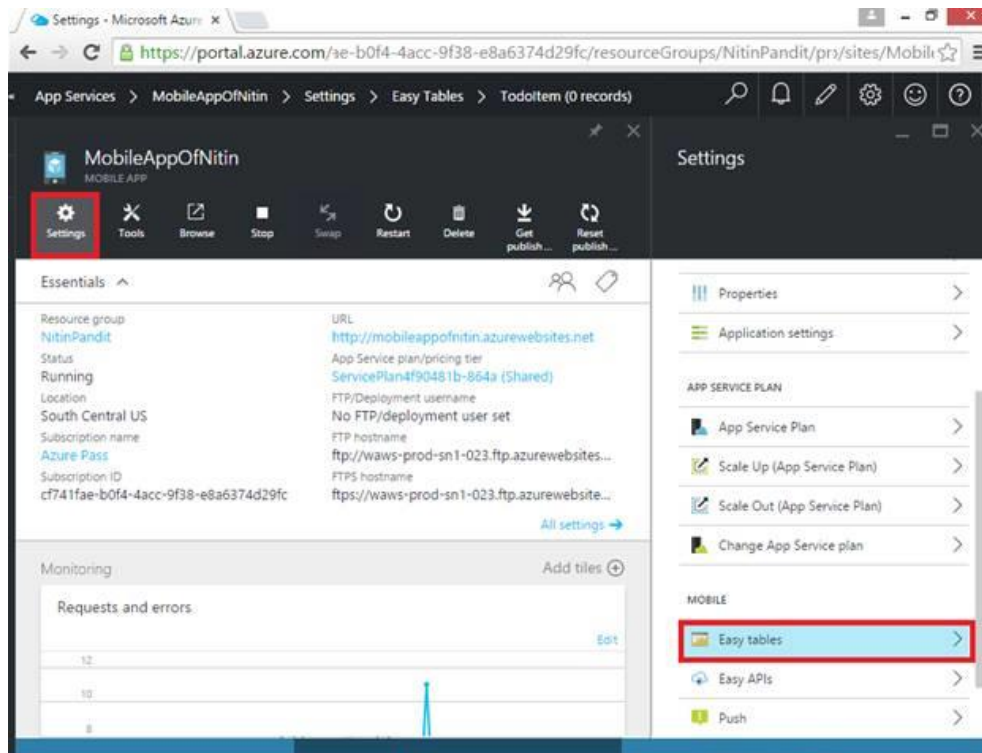 Settings - Microsoft Azure
https://portal.azure.com/ae-b0f4-4acc-9f38-e8a6374d29fc/resourceGroups/NitinPandit/pro/sites/Mobile
App Services > MobileAppOfNitin > Settings > Easy Tables > TodoItem (0 records)
MobileAppOfNitin
MOBILE APP
Settings
Tools
Browse
Stop
Swap
Restart
Delete
Get publish...
Reset publish...
Essentials
Resource group
NitinPandit
Status
Running
Location
South Central US
Subscription name
Azure Pass
Subscription ID
cf741fae-b0f4-4acc-9f38-e8a6374d29fc
URL
http://mobileappofnitin.azurewebsites.net
App Service plan/pricing tier
ServicePlan4f90481b-864a (Shared)
FTP/Deployment username
No FTP/deployment user set
FTP hostname
ftp://waws-prod-sn1-023.ftp.azurewebsites...
FTPS hostname
ftps://waws-prod-sn1-023.ftp.azurewebsite...
All settings
Monitoring
Add tiles
Requests and errors
Edit
12
10
8
Settings
Properties
Application settings
APP SERVICE PLAN
App Service Plan
Scale Up (App Service Plan)
Scale Out (App Service Plan)
Change App Service plan
MOBILE
Easy tables
Easy APIs
Push